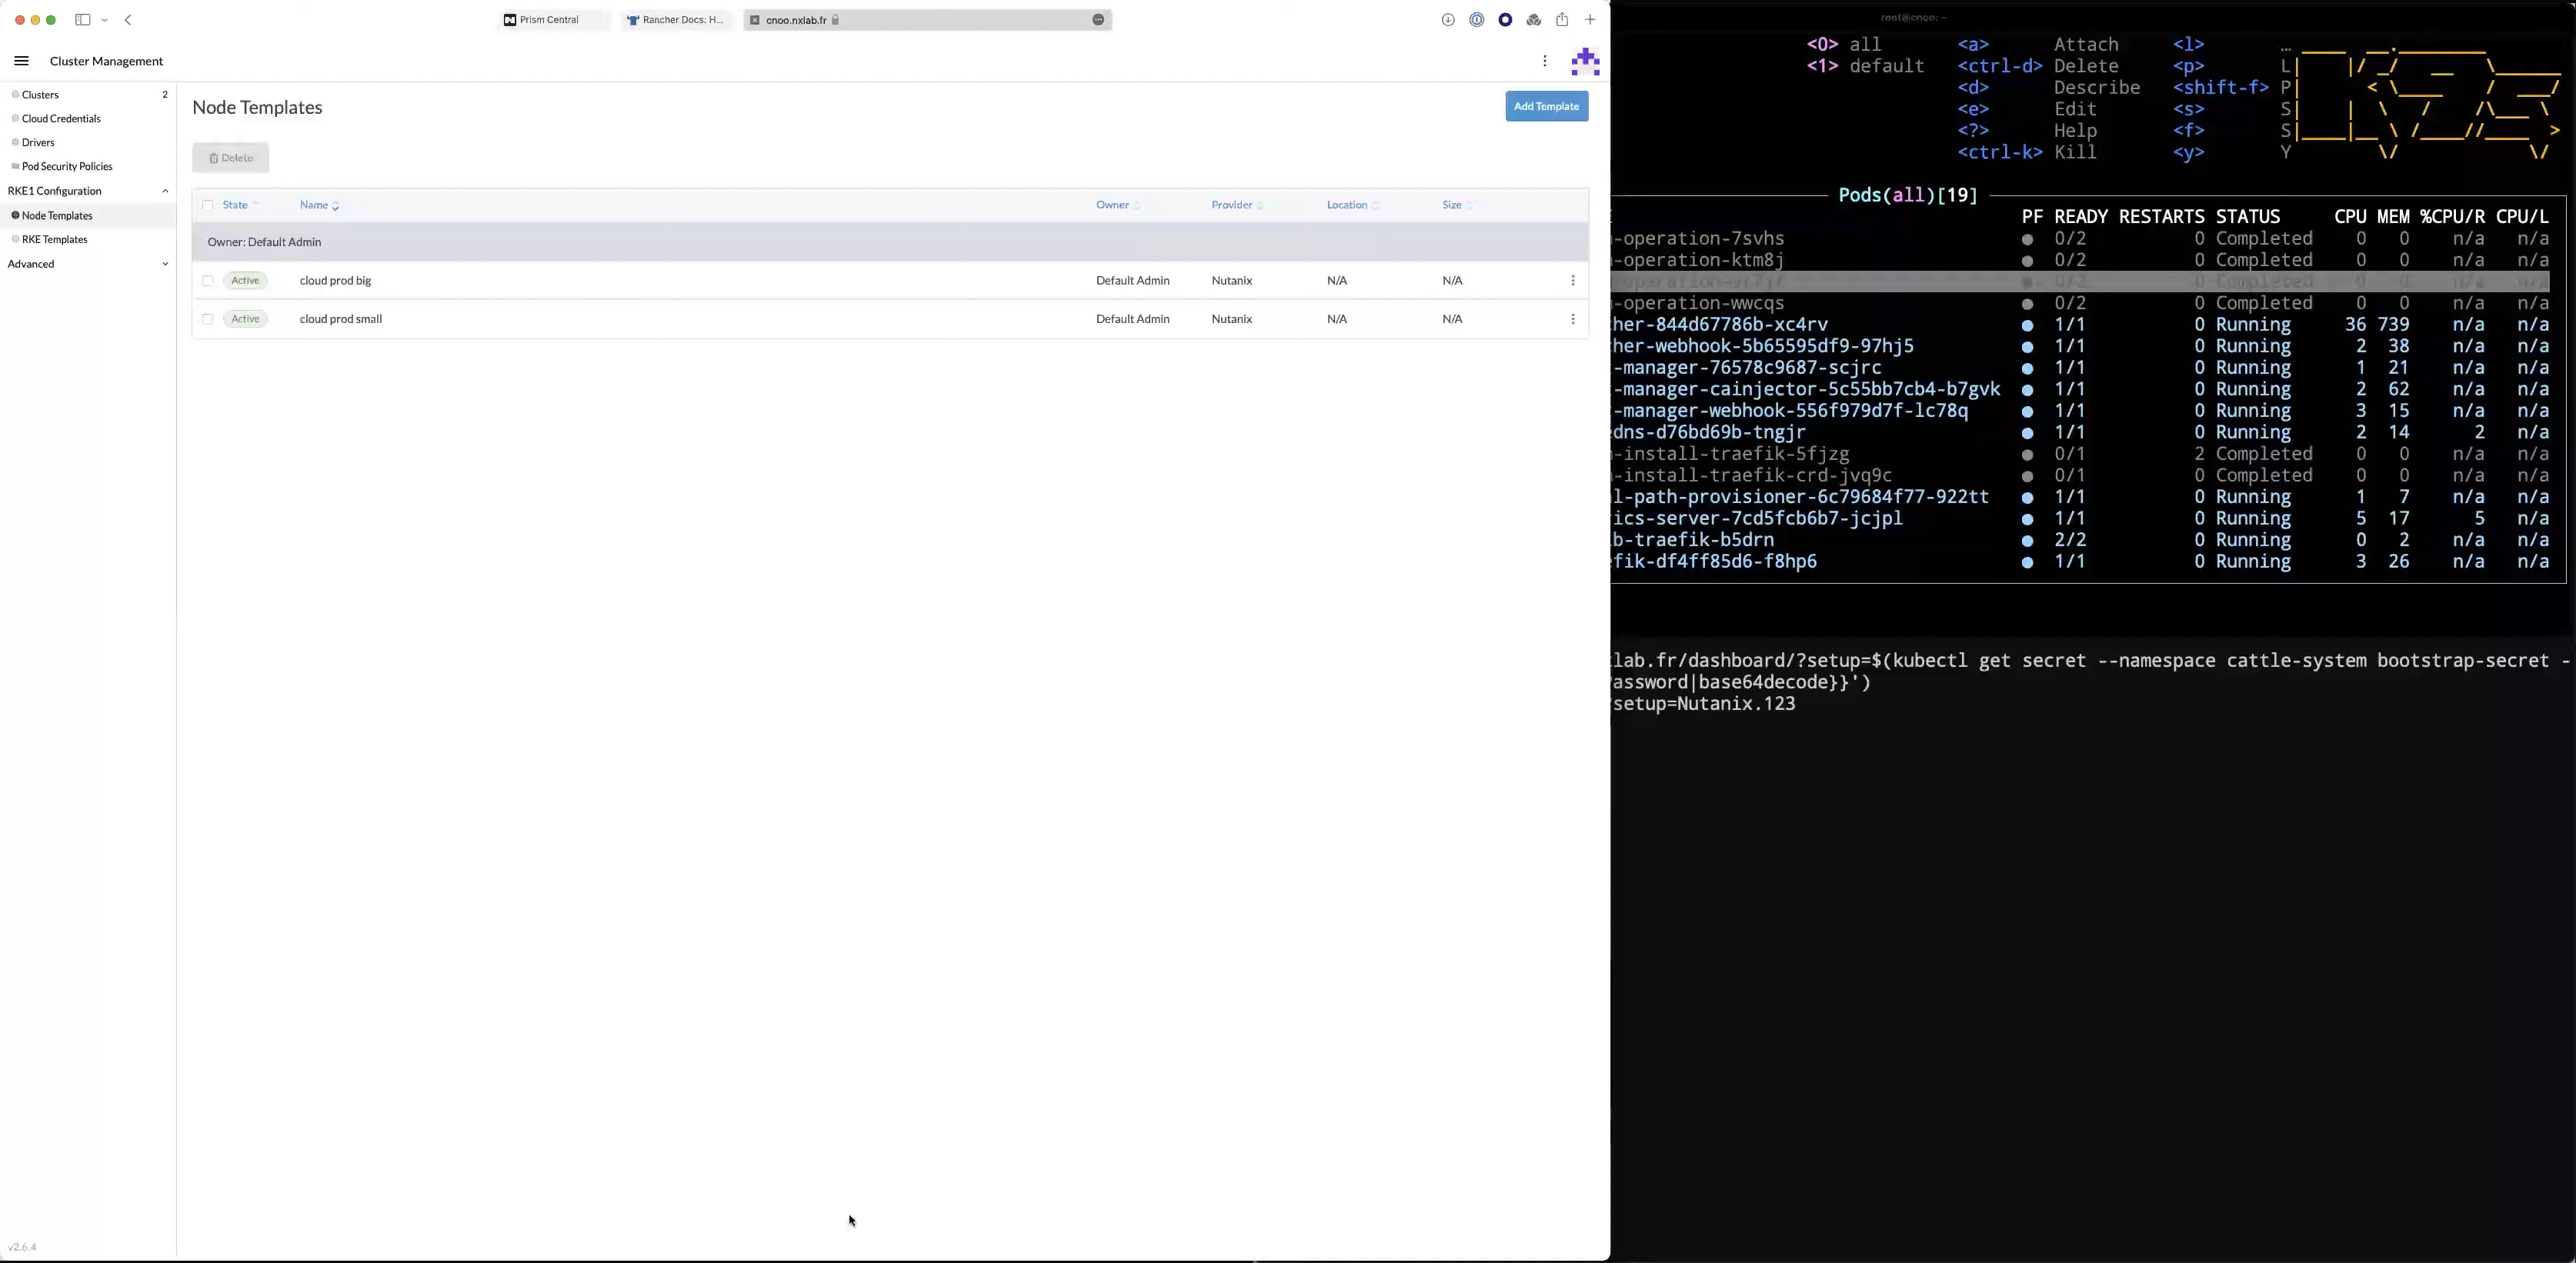 Prism Central
Rancher Docs: H...
cnoo.nxlab.fr
Cluster Management
Clusters 2
Cloud Credentials
Drivers
Pod Security Policies
RKE1 Configuration
Node Templates
RKE Templates
Advanced
v2.6.4
Node Templates
Add Template
Delete
State Name Owner Provider Location Size
Owner: Default Admin
Active cloud prod big Default Admin Nutanix N/A N/A
Active cloud prod small Default Admin Nutanix N/A N/A
root@cnoo: ~
<0> all <a> Attach <l> L
<1> default <ctrl-d> Delete <p> L
<d> Describe <shift-f> P
<e> Edit <s> S
<?> Help <f> S
<ctrl-k> Kill <y> Y
Pods(all)[19]
PF READY RESTARTS STATUS CPU MEM %CPU/R CPU/L
-operation-7svhs ● 0/2 0 Completed 0 0 n/a n/a
-operation-ktm8j ● 0/2 0 Completed 0 0 n/a n/a
● 0/2 0 Completed 0 0 n/a n/a
-operation-wwcqs ● 0/2 0 Completed 0 0 n/a n/a
her-844d67786b-xc4rv ● 1/1 0 Running 36 739 n/a n/a
her-webhook-5b65595df9-97hj5 ● 1/1 0 Running 2 38 n/a n/a
-manager-76578c9687-scjrc ● 1/1 0 Running 1 21 n/a n/a
-manager-cainjector-5c55bb7cb4-b7gvk ● 1/1 0 Running 2 62 n/a n/a
-manager-webhook-556f979d7f-lc78q ● 1/1 0 Running 3 15 n/a n/a
dns-d76bd69b-tngjr ● 1/1 0 Running 2 14 2 n/a
-install-traefik-5fjzg ● 0/1 2 Completed 0 0 n/a n/a
-install-traefik-crd-jvq9c ● 0/1 0 Completed 0 0 n/a n/a
l-path-provisioner-6c79684f77-922tt ● 1/1 0 Running 1 7 n/a n/a
ics-server-7cd5fcb6b7-jcjpl ● 1/1 0 Running 5 17 5 n/a
b-traefik-b5drn ● 2/2 0 Running 0 2 n/a n/a
fik-df4ff85d6-f8hp6 ● 1/1 0 Running 3 26 n/a n/a
lab.fr/dashboard/?setup=$(kubectl get secret --namespace cattle-system bootstrap-secret -
assword|base64decode}}')
setup=Nutanix.123